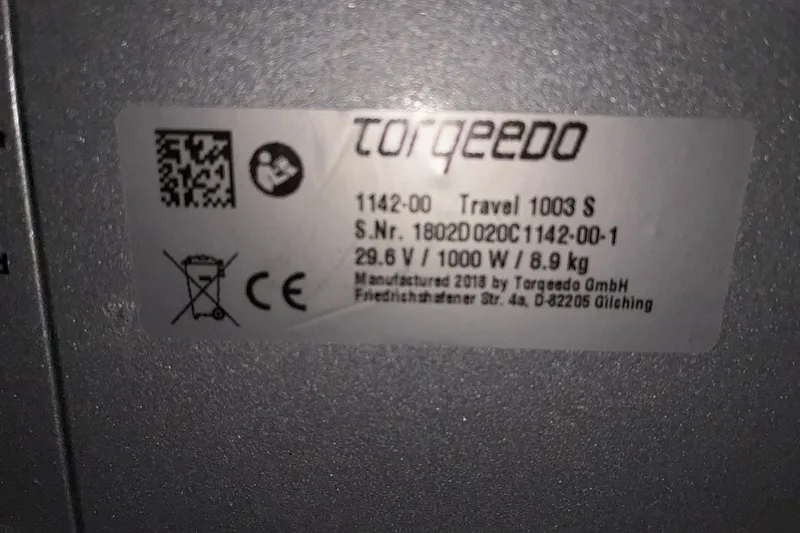 TORQEEDO
1142-00 Travel 1003 S
S.Nr. 1802D020C1142-00-1
29.6 V / 1000 W / 8.9 kg
Manufactured 2018 by Torqeedo GmbH
Friedrichshafener Str. 4a, D-82205 Gilching
CE